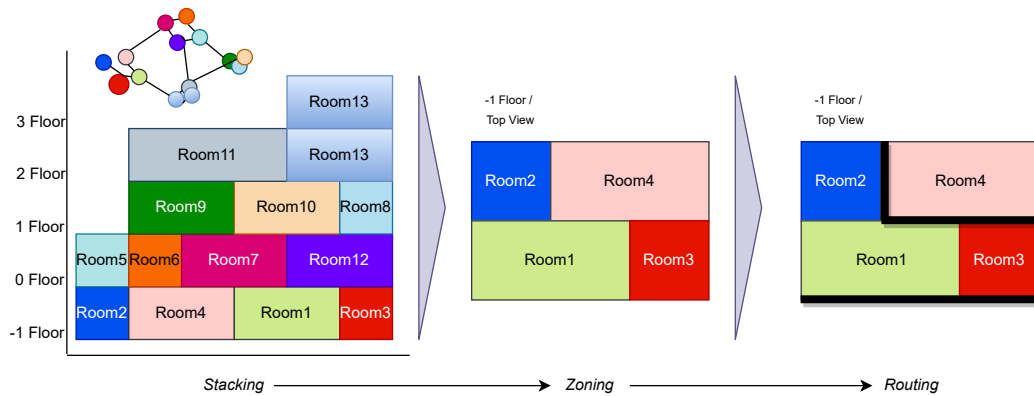 3 Floor
2 Floor
1 Floor
0 Floor
-1 Floor
Room13
Room11
Room13
Room9
Room10
Room8
Room5
Room6
Room7
Room12
Room2
Room4
Room1
Room3
-1 Floor /
Top View
Room2
Room4
Room1
Room3
-1 Floor /
Top View
Room2
Room4
Room1
Room3
Stacking
Zoning
Routing